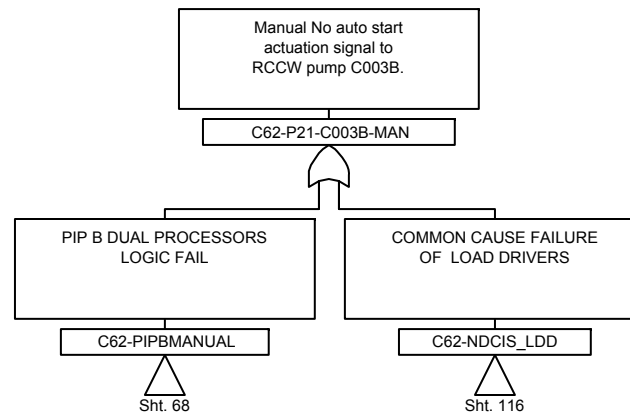 Manual No auto start
actuation signal to
RCCW pump C003B.
C62-P21-C003B-MAN
PIP B DUAL PROCESSORS
LOGIC FAIL
COMMON CAUSE FAILURE
OF LOAD DRIVERS
C62-PIPBMANUAL
C62-NDCIS_LDD
Sht. 68
Sht. 116